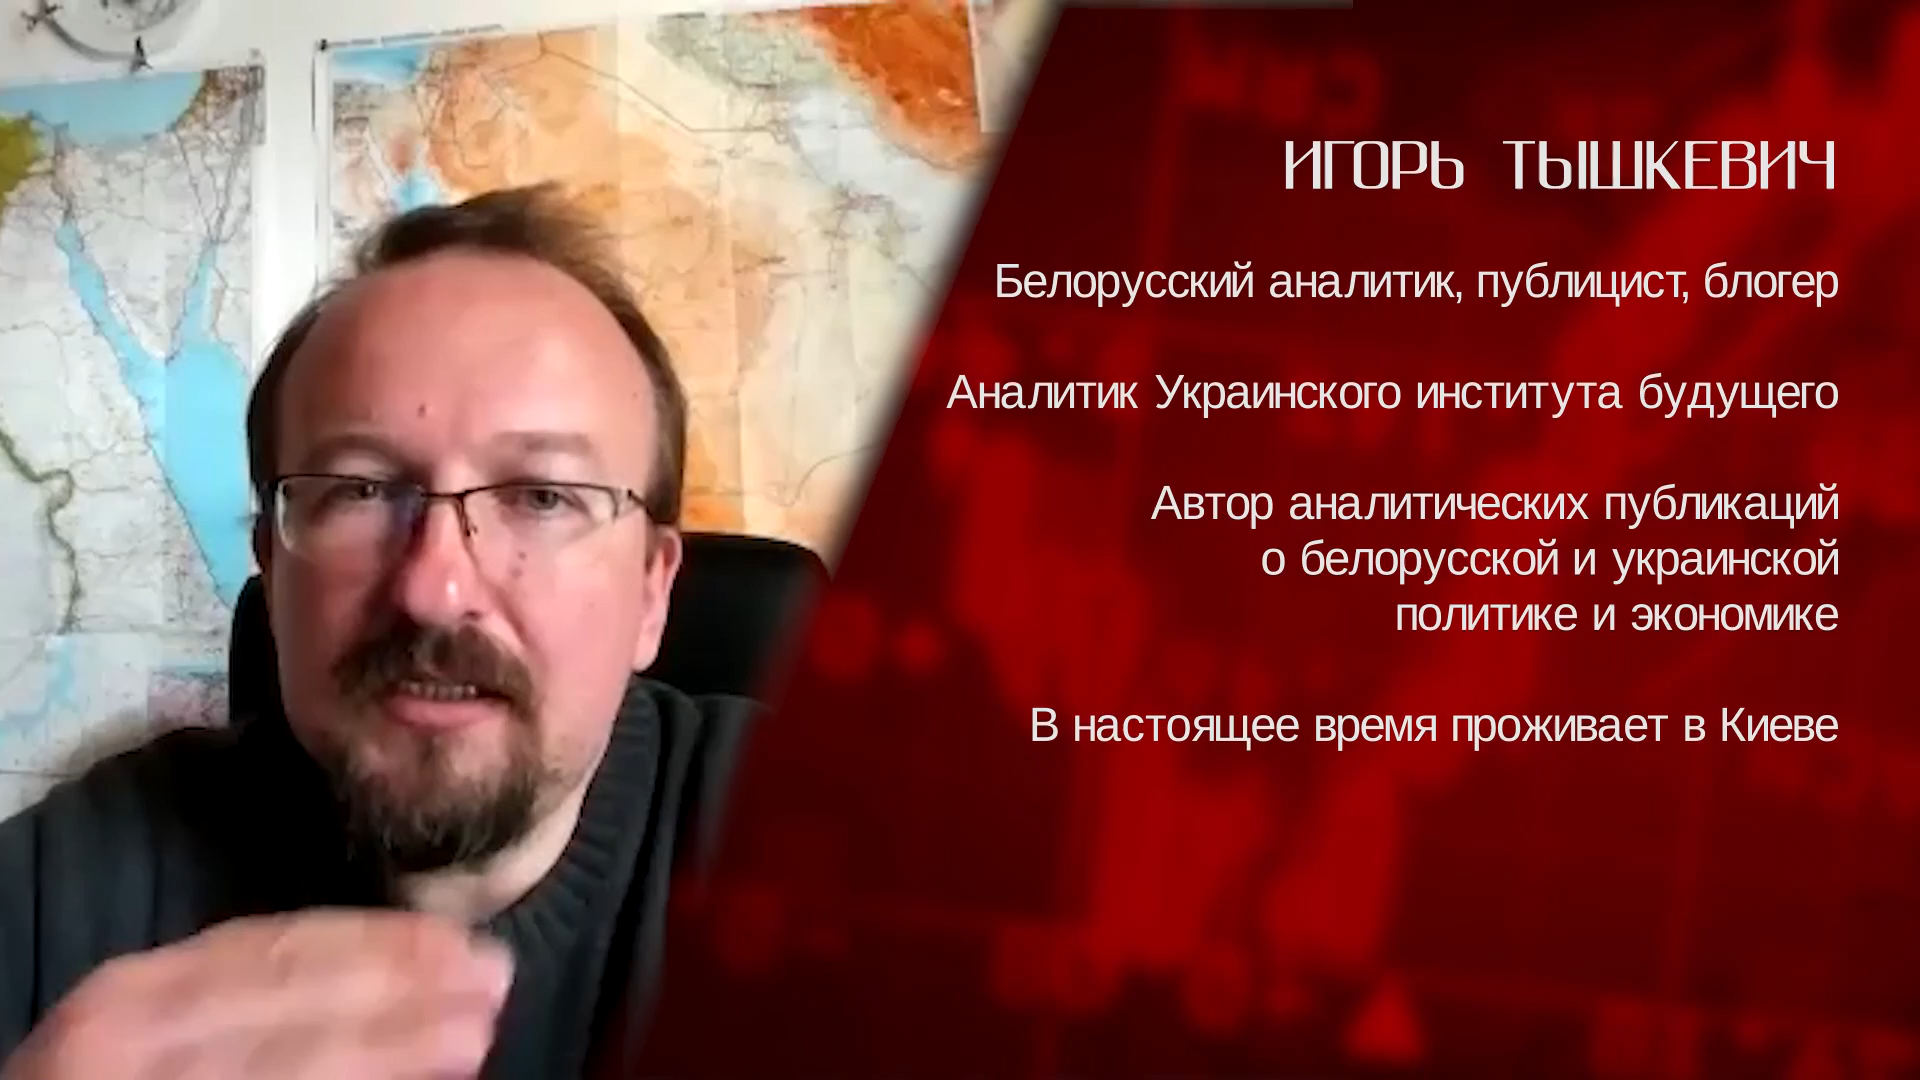 ИГОРЬ ТЫШКЕВИЧ
Белорусский аналитик, публицист, блогер
Аналитик Украинского института будущего
Автор аналитических публикаций
о белорусской и украинской
политике и экономике
В настоящее время проживает в Киеве